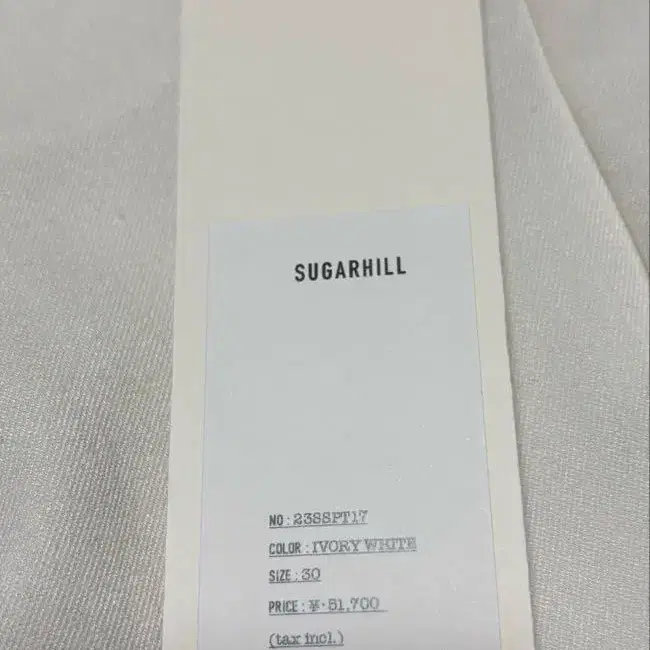 SUGARHILL
NO : 23SSPT17
COLOR : IVORY WHITE
SIZE : 30
PRICE : ¥·51,700
(tax incl.)